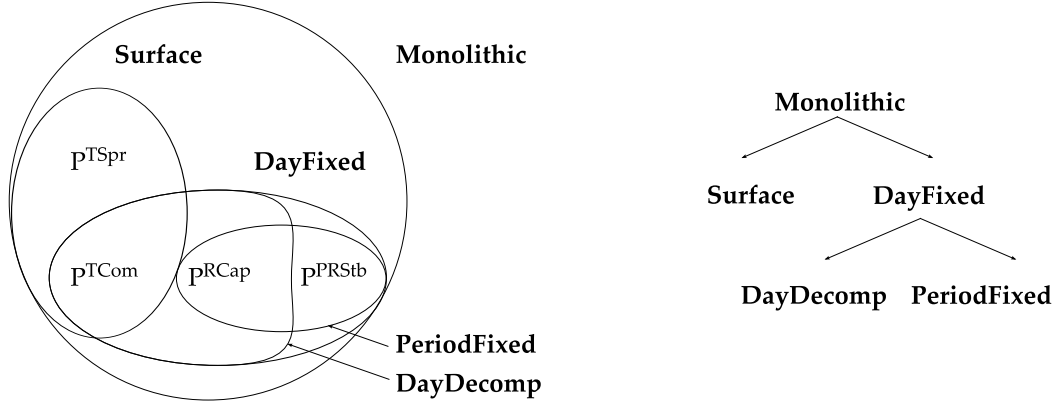 Surface
Monolithic
P^TSpr
DayFixed
P^TCom
P^RCap
P^PRStb
PeriodFixed
DayDecomp
Monolithic
Surface
DayFixed
DayDecomp
PeriodFixed